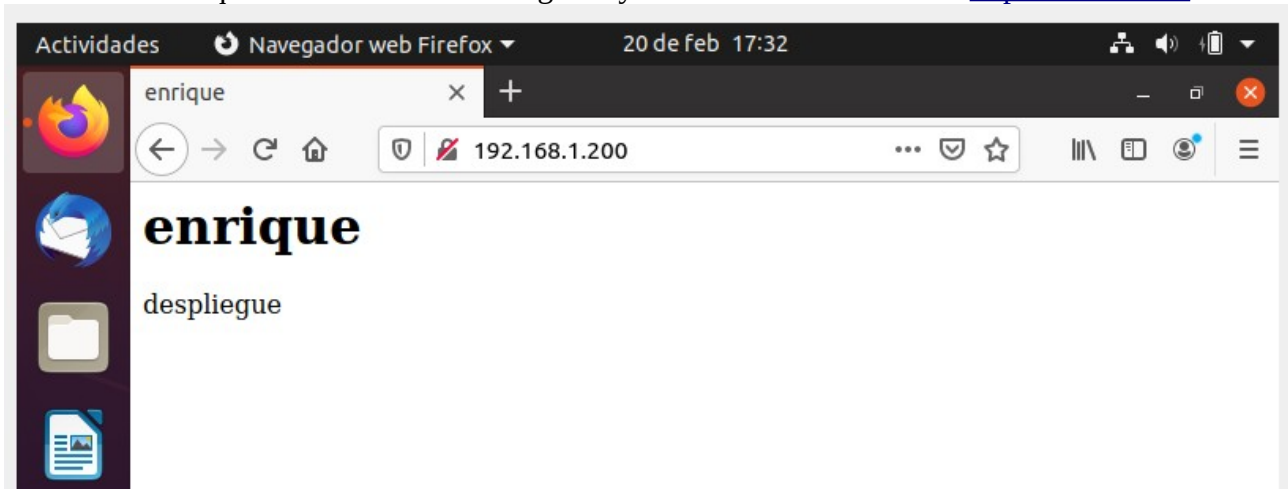 Actividades Navegador web Firefox 20 de feb 17:32
enrique
192.168.1.200
enrique
despliegue